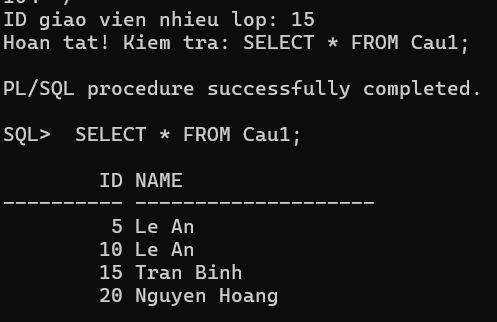 ID giao vien nhieu lop: 15
Hoan tat! Kiem tra: SELECT * FROM Cau1;
PL/SQL procedure successfully completed.
SQL>  SELECT * FROM Cau1;
        ID NAME
---------- --------------------
         5 Le An
        10 Le An
        15 Tran Binh
        20 Nguyen Hoang